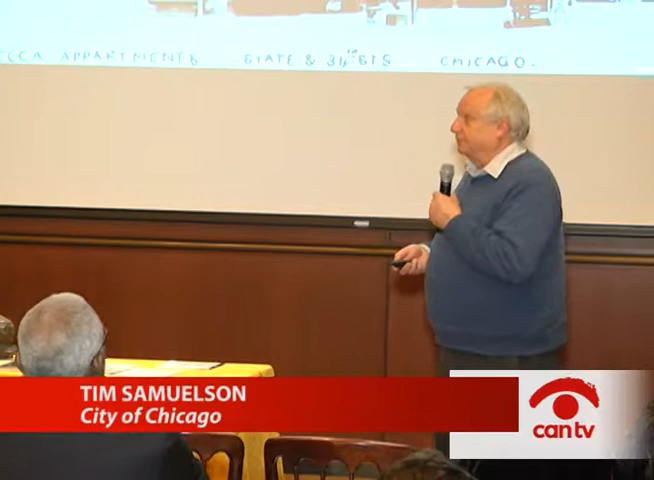 CCA APPARTMENTS STATE & 34TH STS CHICAGO.
TIM SAMUELSON
City of Chicago
can tv